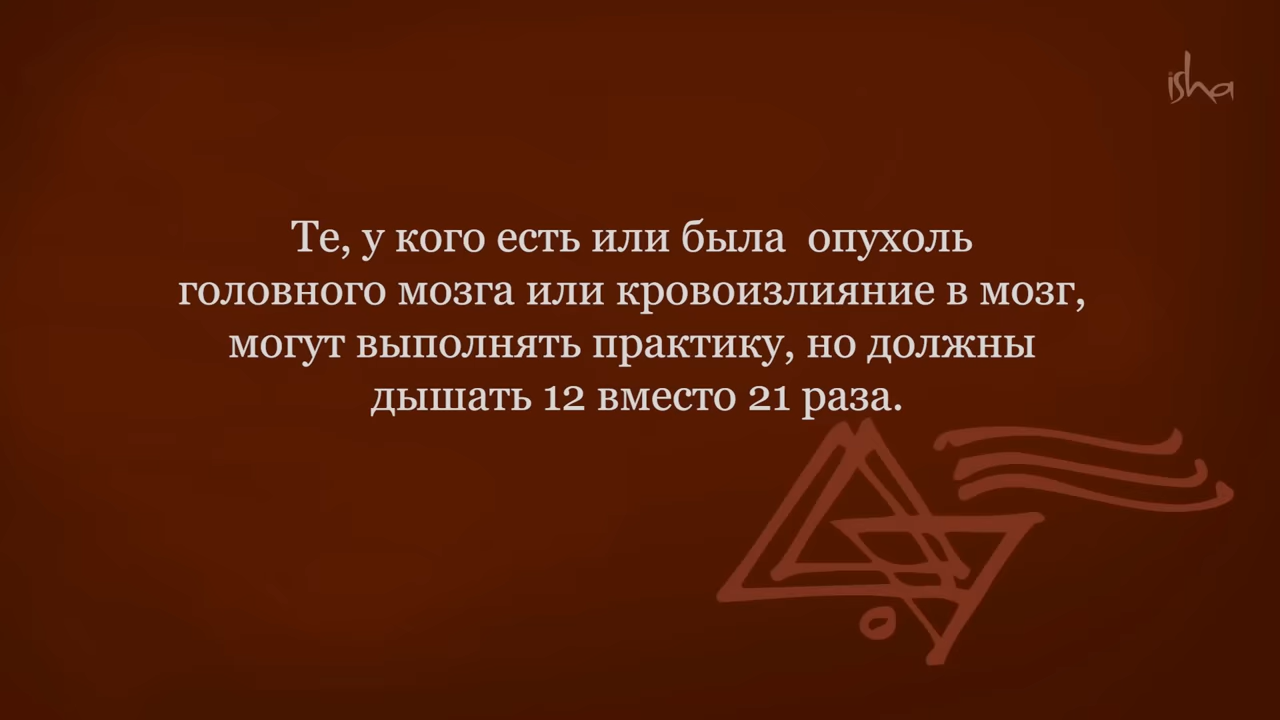 isha
Те, у кого есть или была опухоль
головного мозга или кровоизлияние в мозг,
могут выполнять практику, но должны
дышать 12 вместо 21 раза.